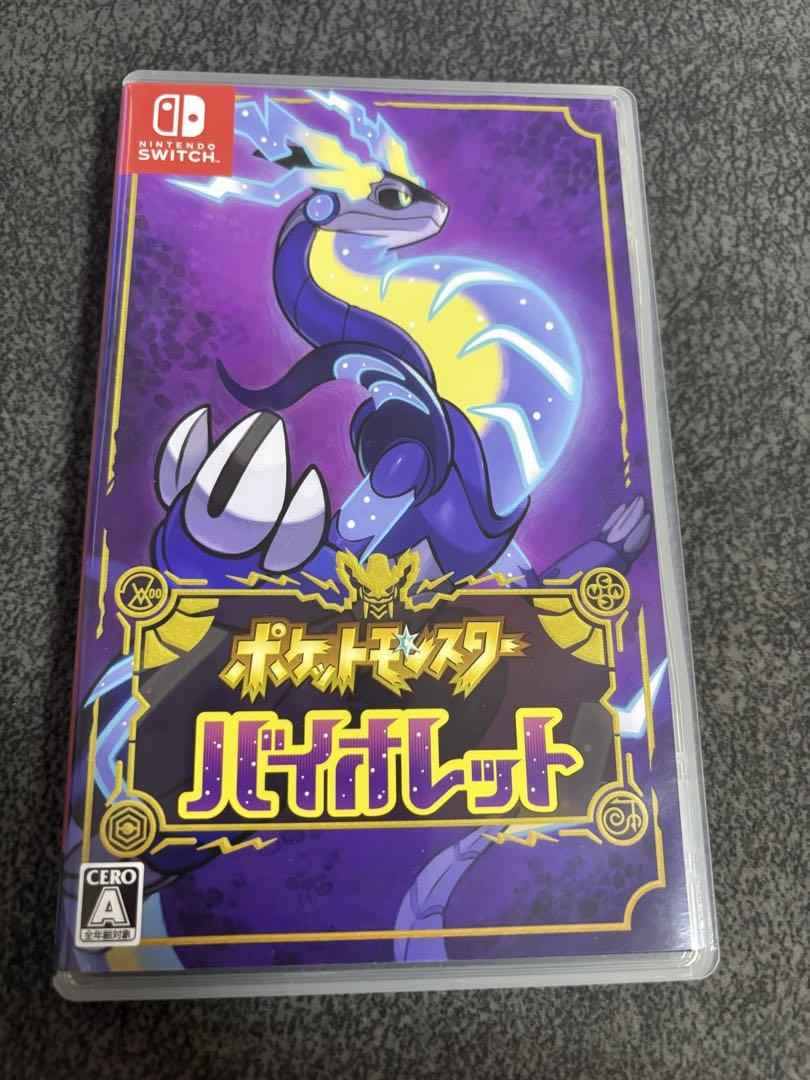 NINTENDO
SWITCH™
ポケットモンスター
バイオレット
CERO
A
全年齢対象